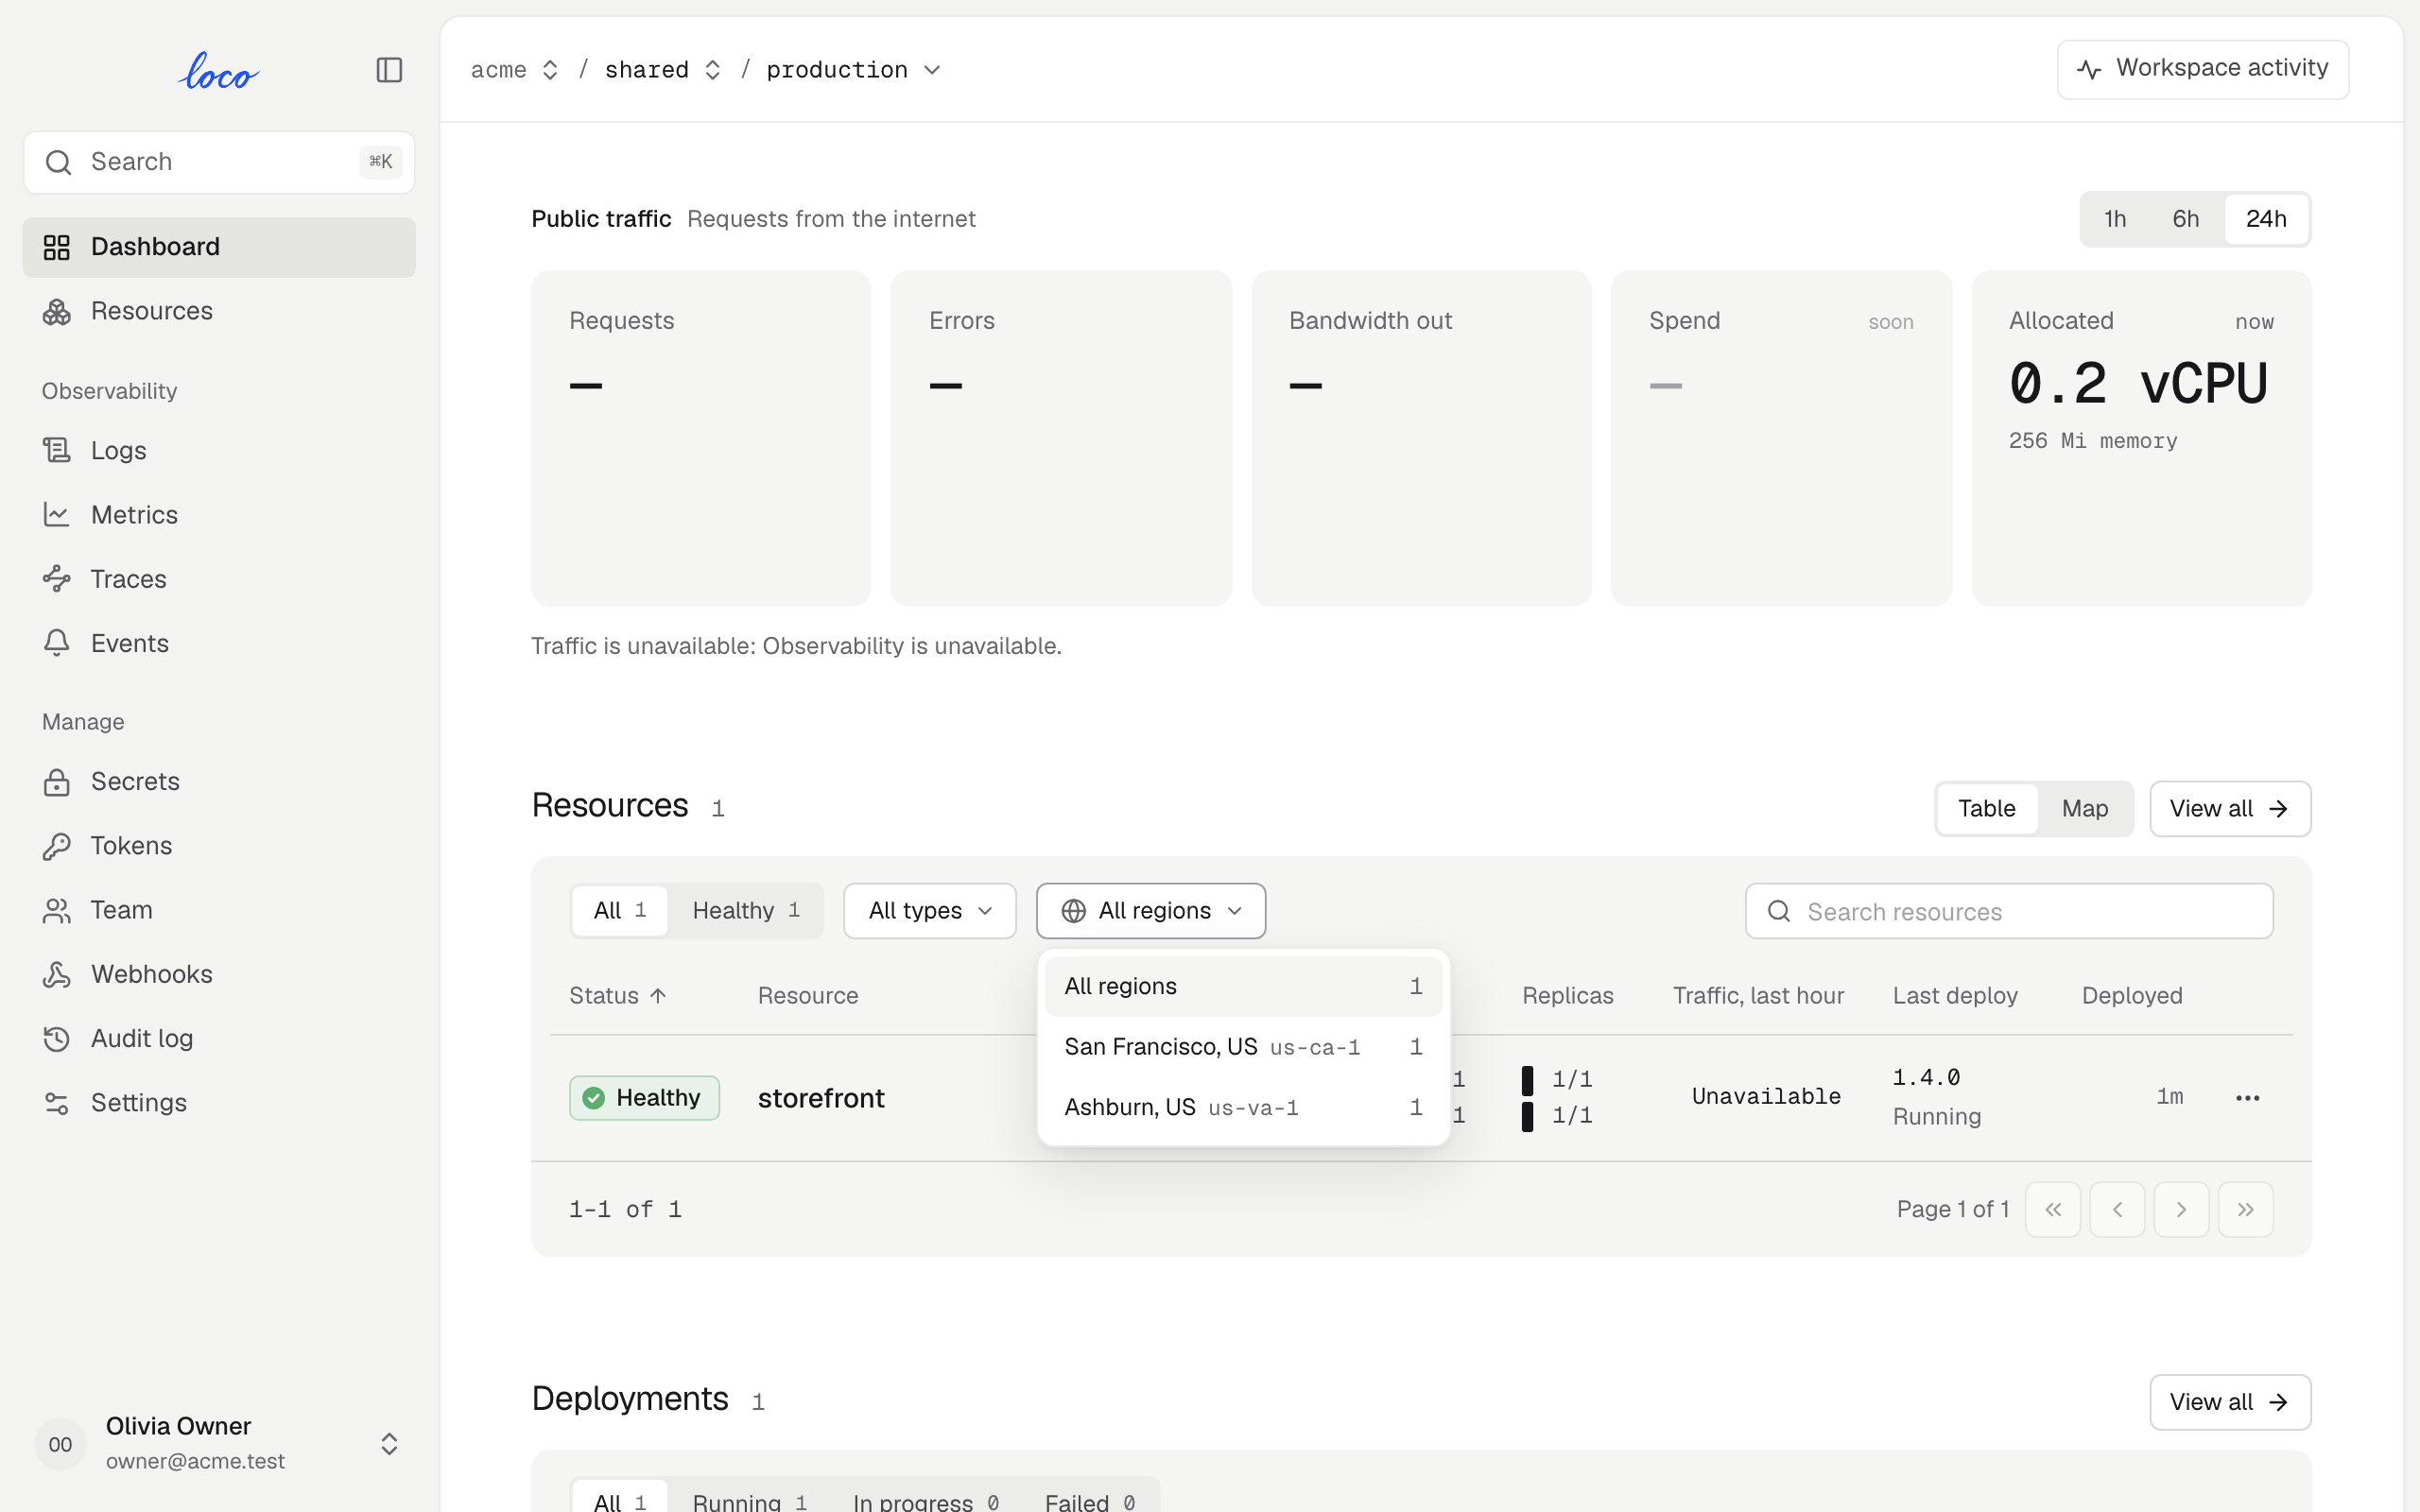 loco
Search ⌘K
Dashboard
Resources
Observability
Logs
Metrics
Traces
Events
Manage
Secrets
Tokens
Team
Webhooks
Audit log
Settings
OO
Olivia Owner
owner@acme.test
acme / shared / production
Workspace activity
Public traffic Requests from the internet
1h 6h 24h
Requests
—
Errors
—
Bandwidth out
—
Spend soon
—
Allocated now
0.2 vCPU
256 Mi memory
Traffic is unavailable: Observability is unavailable.
Resources 1
Table Map View all →
All 1 Healthy 1 All types All regions Search resources
All regions 1
San Francisco, US us-ca-1 1
Ashburn, US us-va-1 1
Status ↑ Resource Replicas Traffic, last hour Last deploy Deployed
Healthy storefront 1 1/1 Unavailable 1.4.0 1m
1 1/1 Running
1–1 of 1 Page 1 of 1
Deployments 1
View all →
All 1 Running 1 In progress 0 Failed 0